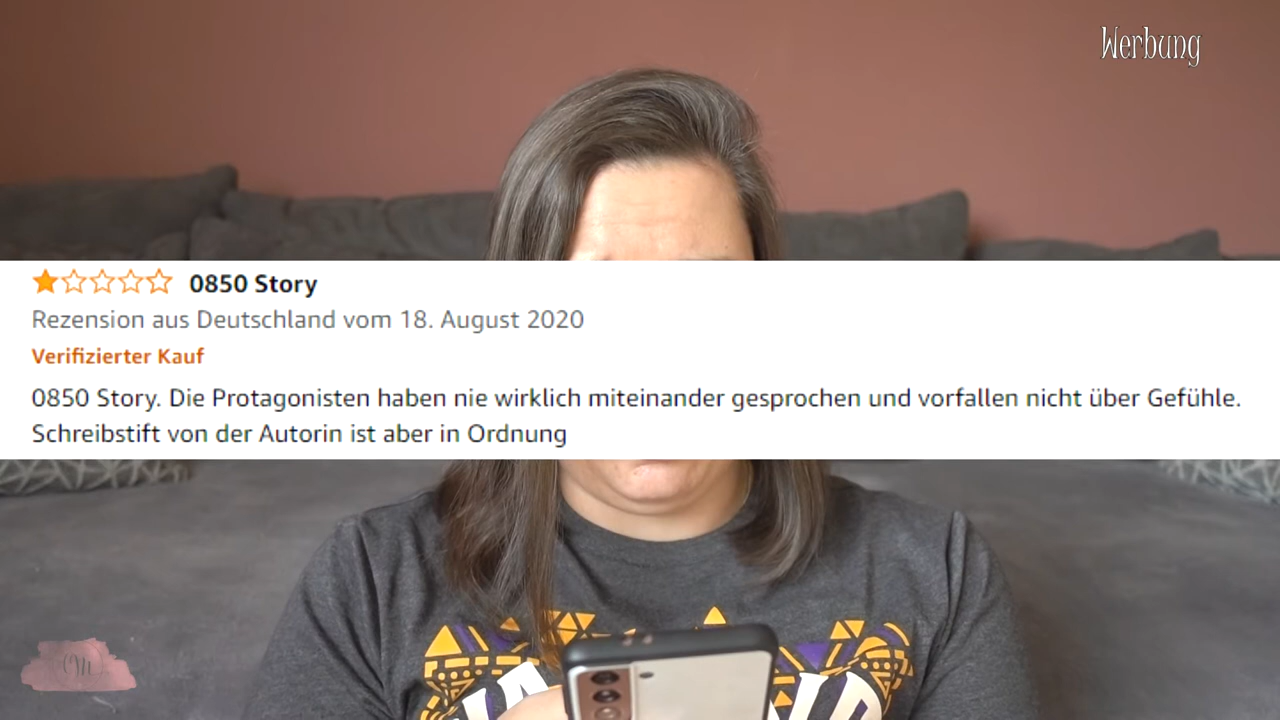 Werbung
0850 Story
Rezension aus Deutschland vom 18. August 2020
Verifizierter Kauf
0850 Story. Die Protagonisten haben nie wirklich miteinander gesprochen und vorfallen nicht über Gefühle.
Schreibstift von der Autorin ist aber in Ordnung